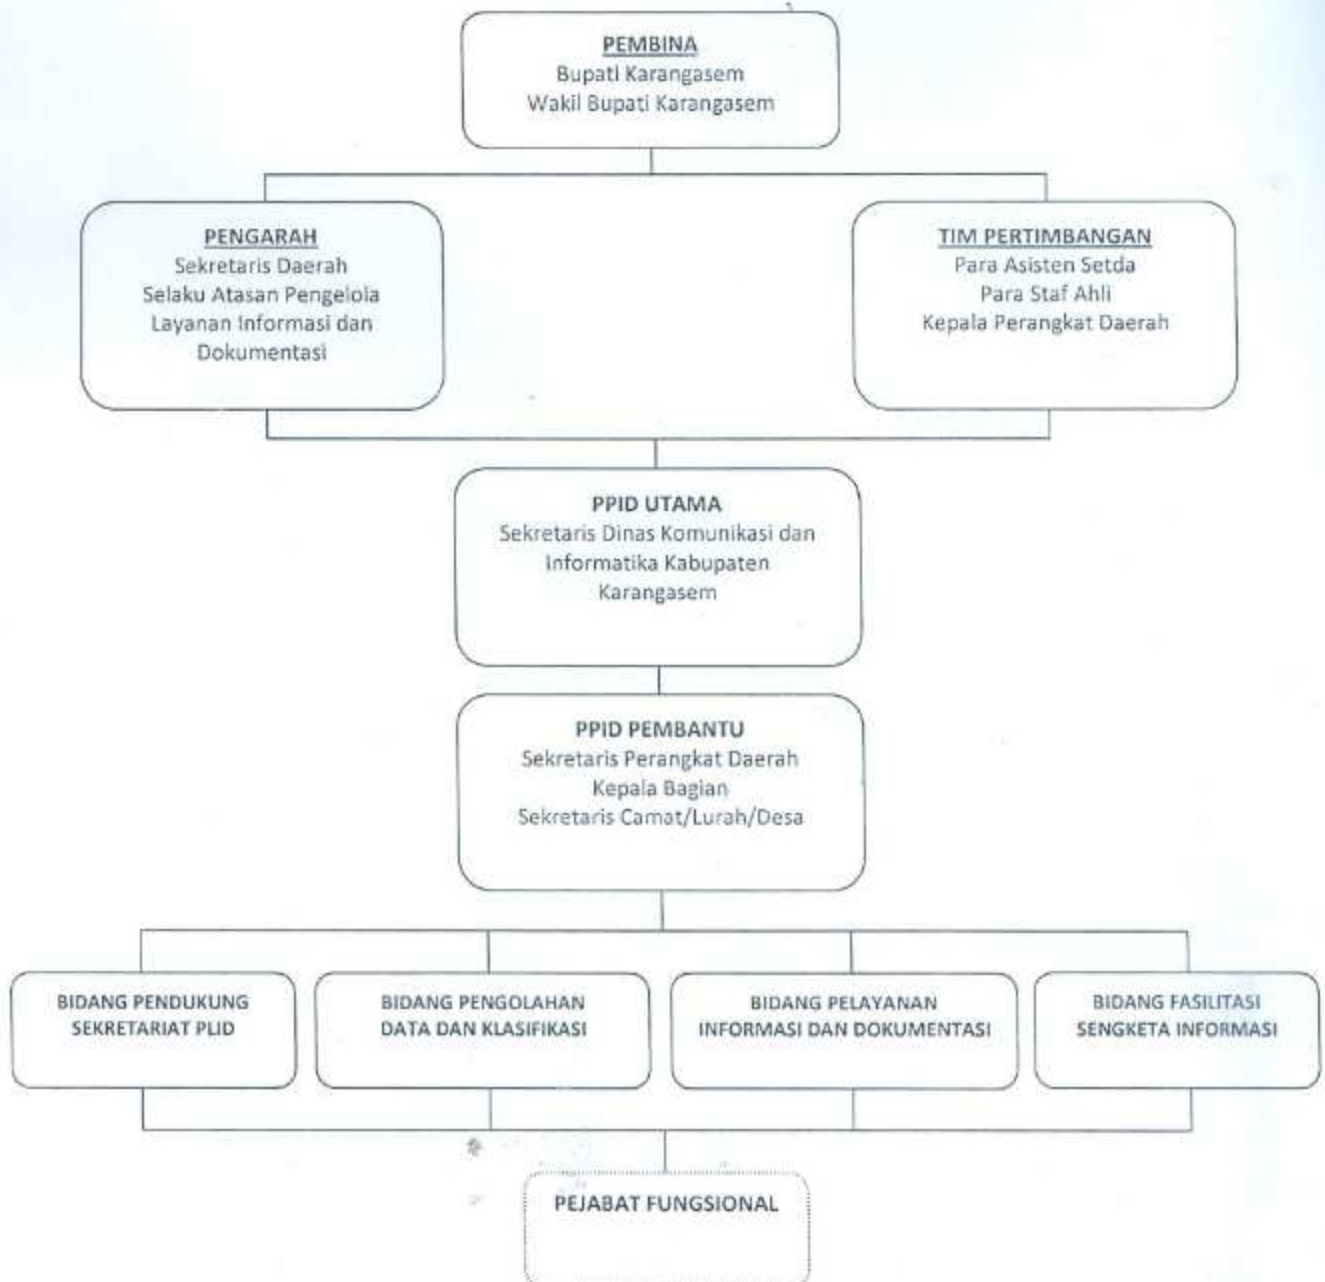 PEMBINA
Bupati Karangasem
Wakil Bupati Karangasem
PENGARAH
Sekretaris Daerah
Selaku Atasan Pengelola
Layanan Informasi dan
Dokumentasi
TIM PERTIMBANGAN
Para Asisten Setda
Para Staf Ahli
Kepala Perangkat Daerah
PPID UTAMA
Sekretaris Dinas Komunikasi dan
Informatika Kabupaten
Karangasem
PPID PEMBANTU
Sekretaris Perangkat Daerah
Kepala Bagian
Sekretaris Camat/Lurah/Desa
BIDANG PENDUKUNG
SEKRETARIAT PLID
BIDANG PENGOLAHAN
DATA DAN KLASIFIKASI
BIDANG PELAYANAN
INFORMASI DAN DOKUMENTASI
BIDANG FASILITASI
SENGKETA INFORMASI
PEJABAT FUNGSIONAL